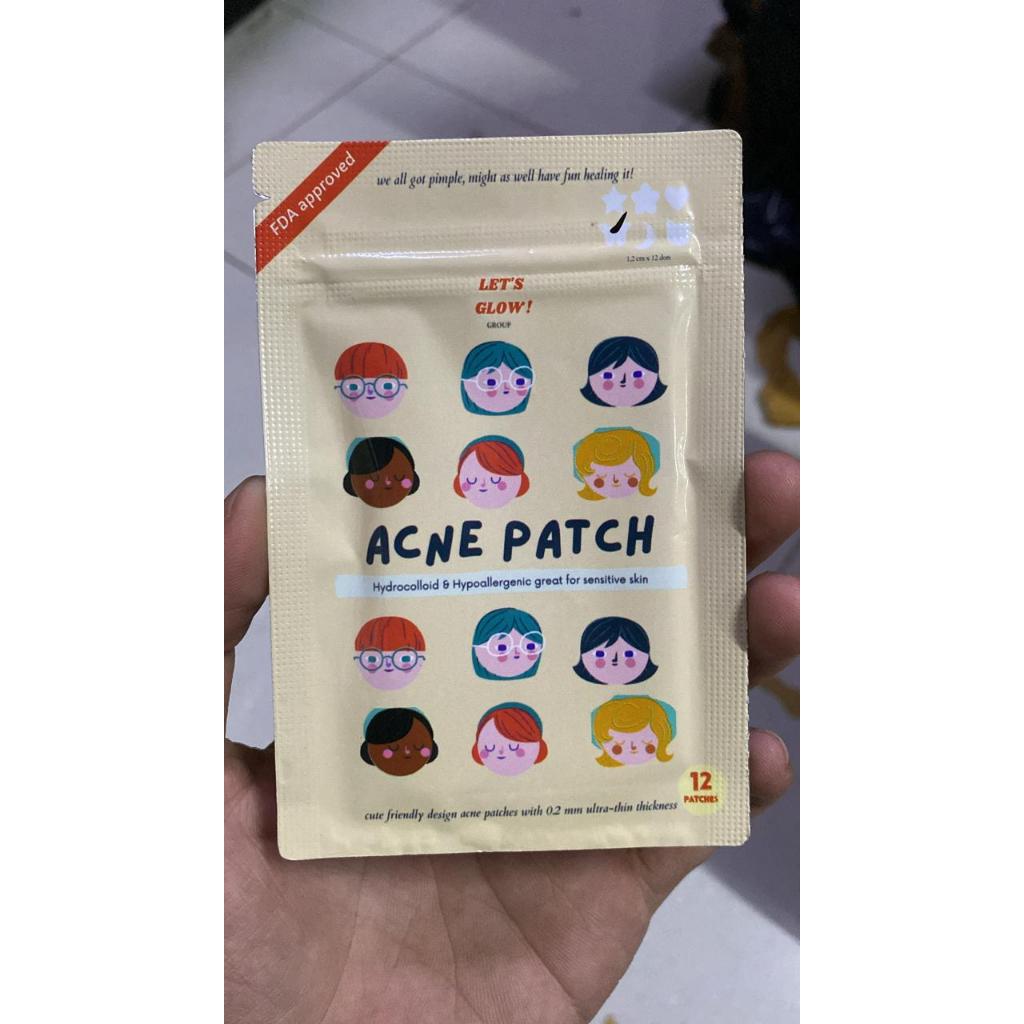 FDA approved
we all got pimple, might as well have fun healing it!
1,2 cm x 12 dots
LET'S
GLOW!
GROUP
ACNE PATCH
Hydrocolloid & Hypoallergenic great for sensitive skin
12
PATCHES
cute friendly design acne patches with 0.2 mm ultra-thin thickness